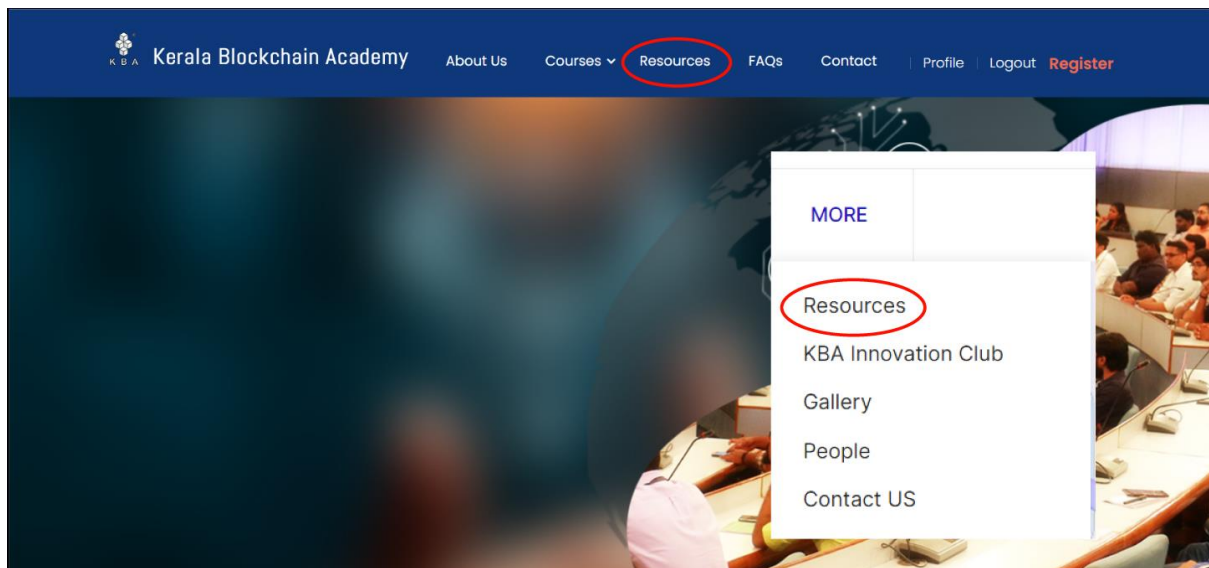 KBA Kerala Blockchain Academy About Us Courses Resources FAQs Contact Profile Logout Register
MORE
Resources
KBA Innovation Club
Gallery
People
Contact US